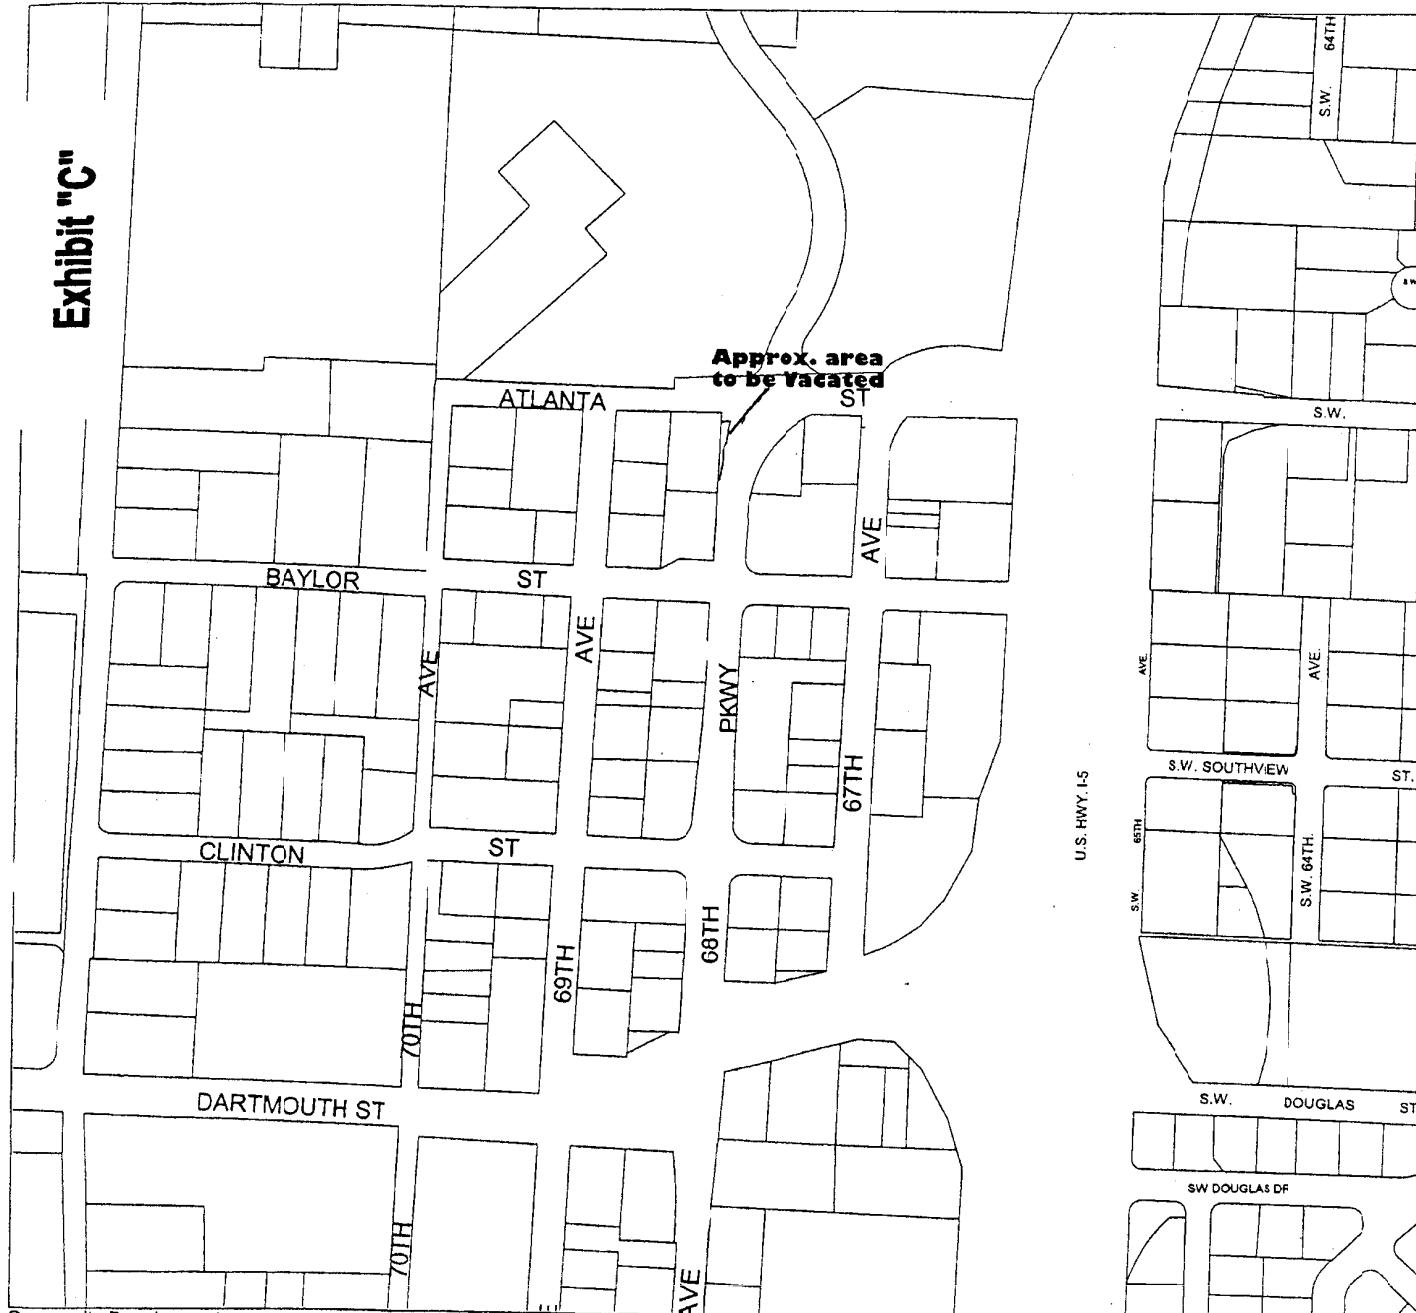 Exhibit "C"
64TH
S.W.
Approx. area
to be Vacated
ATLANTA
ST
S.W.
AVE
BAYLOR
ST
AVE
AVE
PKWY
AVE.
AVE.
S.W. SOUTHVIEW
ST.
67TH
U.S. HWY. I-5
65TH
S.W.
S.W. 64TH.
CLINTON
ST
68TH
69TH
70TH
DARTMOUTH ST
S.W.
DOUGLAS
ST
SW DOUGLAS DR
70TH
AVE